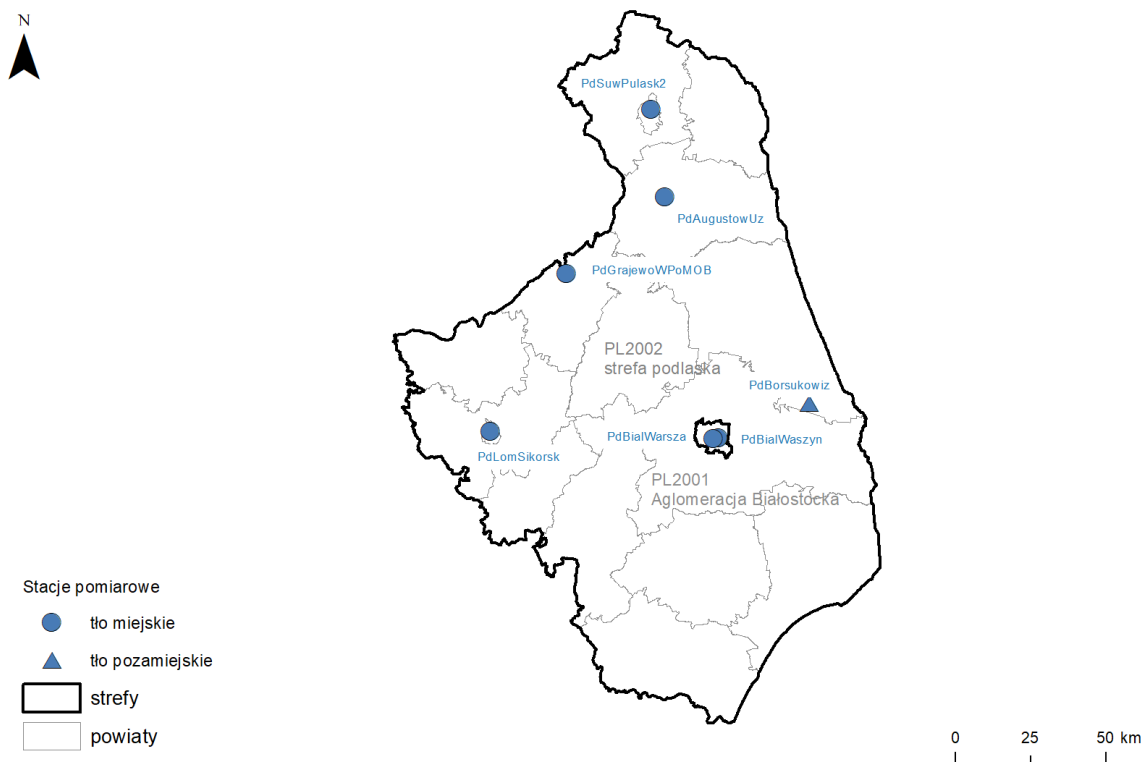 N
PdSuwPulask2
PdAugustowUz
PdGrajewoWPoMOB
PL2002
strefa podlaska
PdBorsukowiz
PdBialWarsza
PdBialWaszyn
PdLomSikorsk
PL2001
Aglomeracja Białostocka
Stacje pomiarowe
tło miejskie
tło pozamiejskie
strefy
powiaty
0 25 50 km